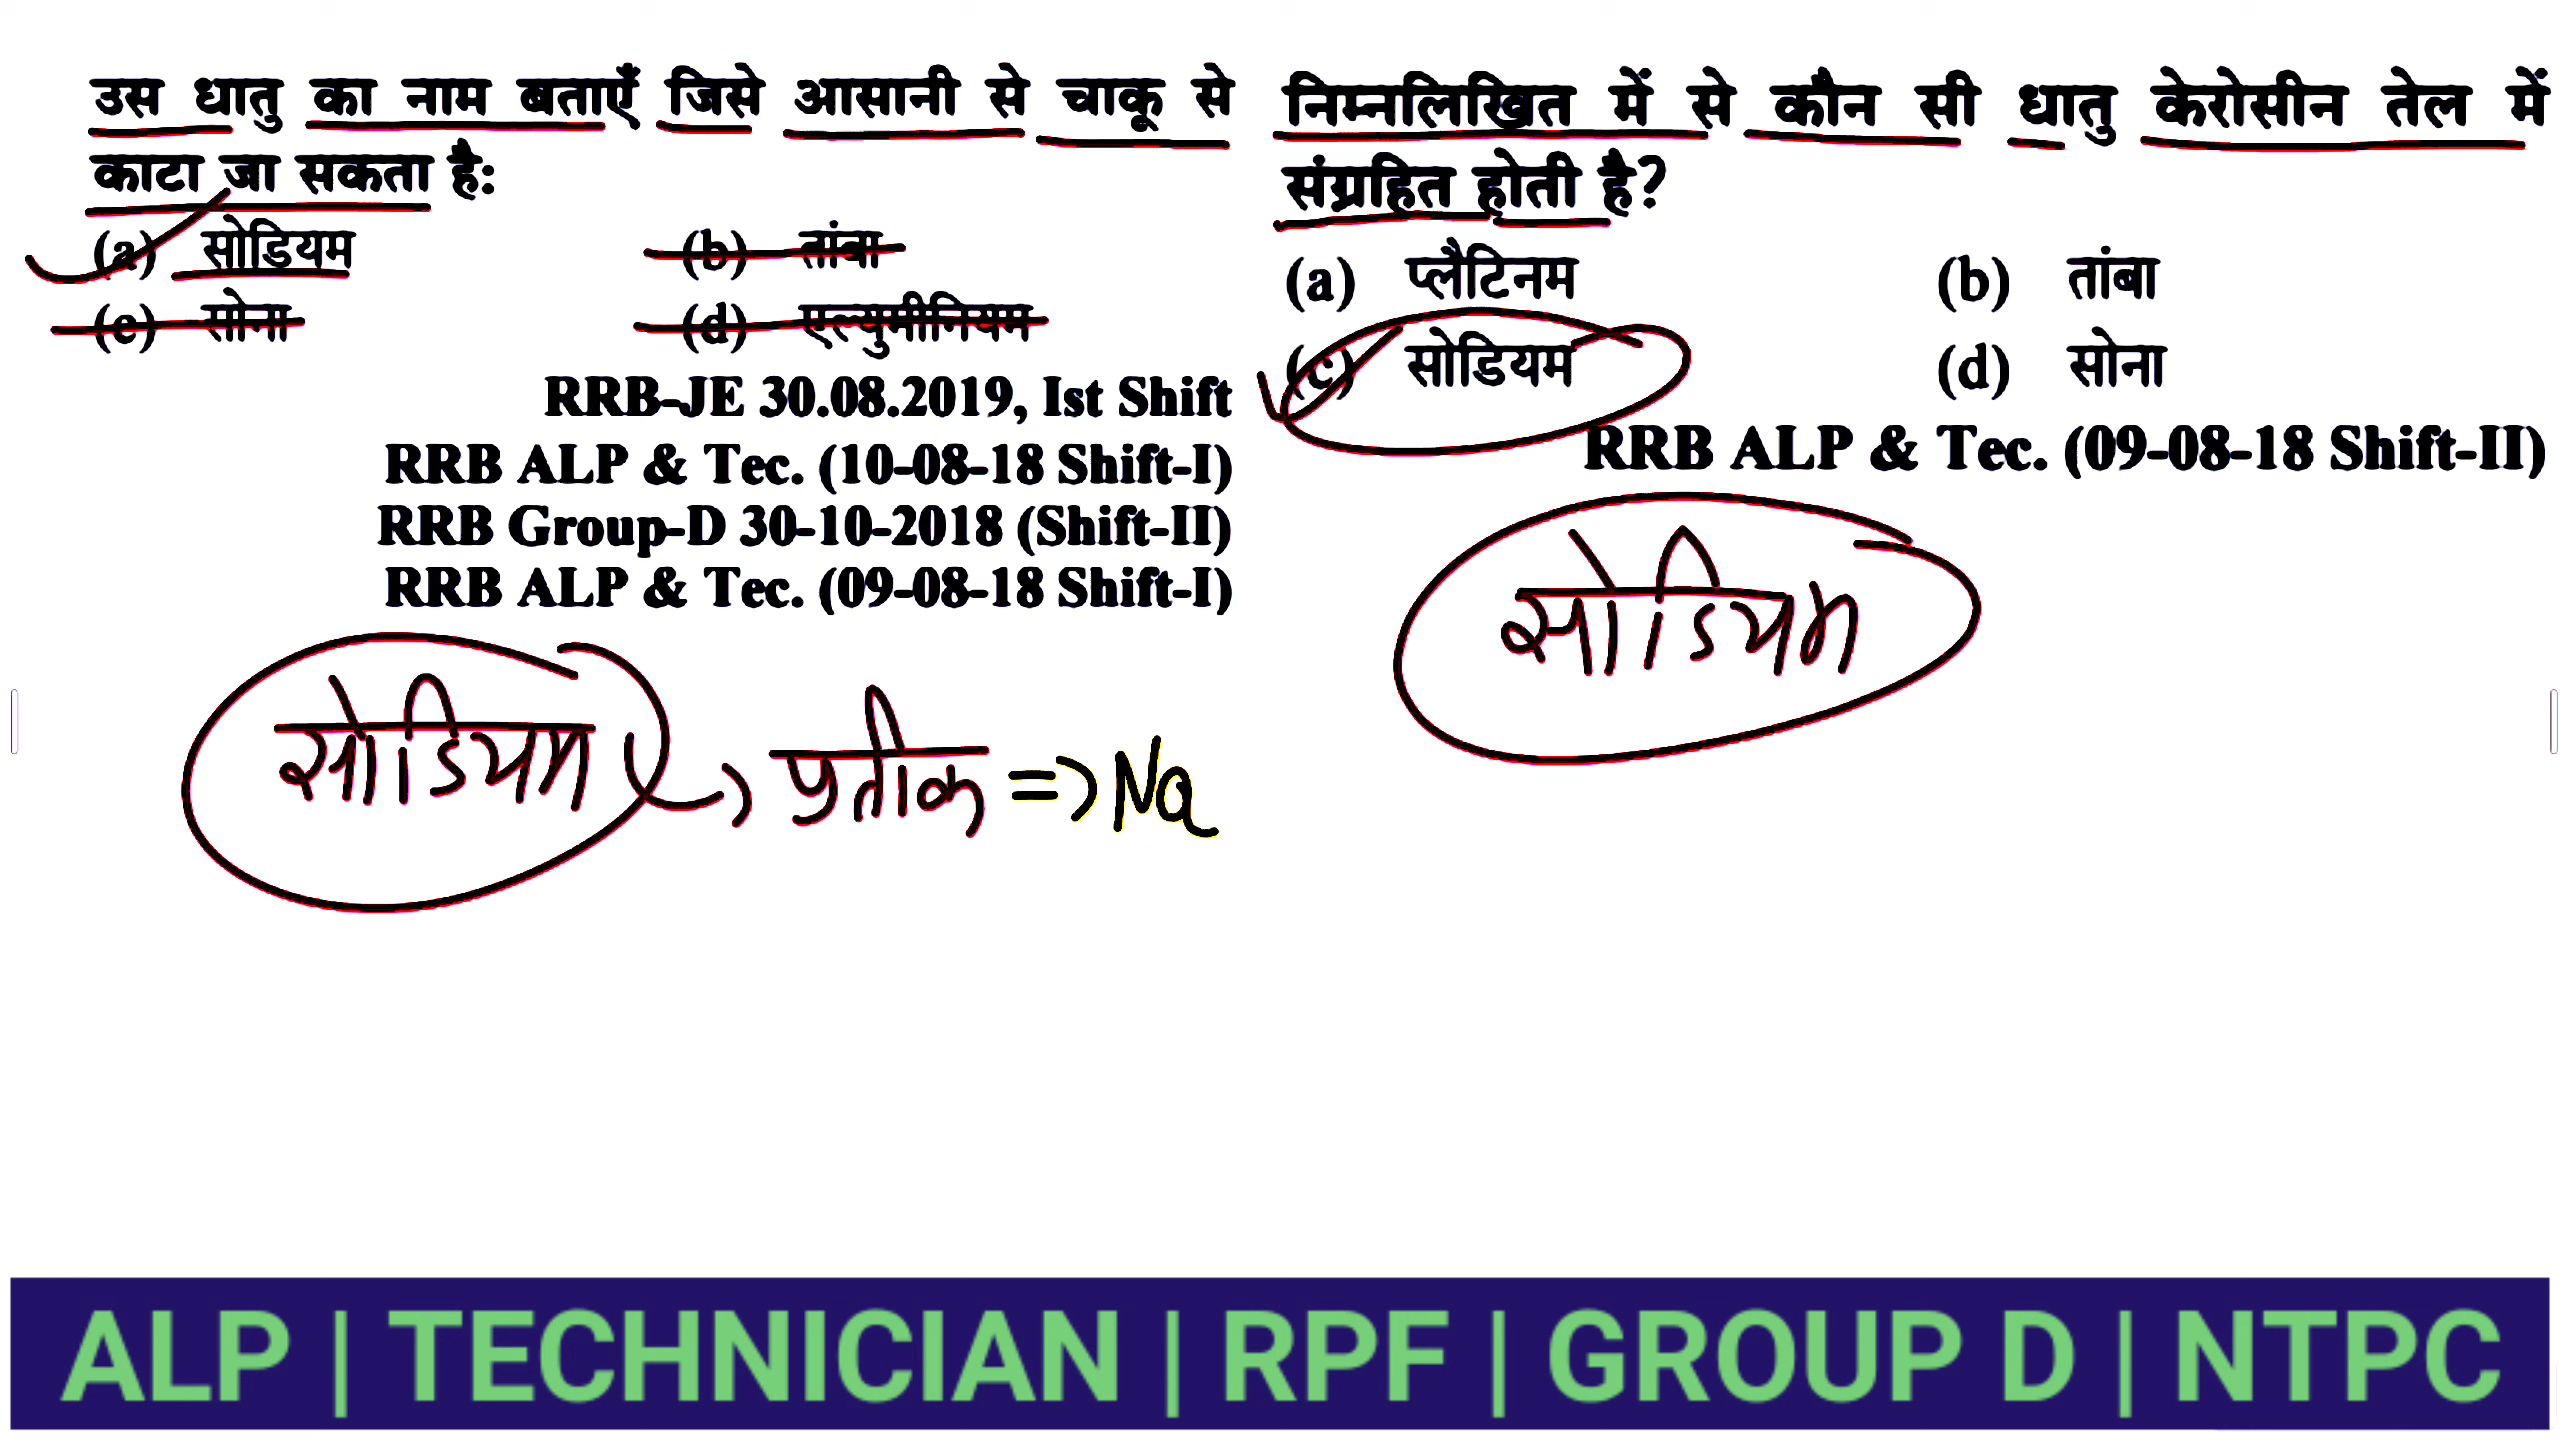 उस धातु का नाम बताएँ जिसे आसानी से चाकू से
काटा जा सकता है:
(a) सोडियम (b) तांबा
(c) सोना (d) एल्युमीनियम
RRB-JE 30.08.2019, Ist Shift
RRB ALP & Tec. (10-08-18 Shift-I)
RRB Group-D 30-10-2018 (Shift-II)
RRB ALP & Tec. (09-08-18 Shift-I)
सोडियम → प्रतीक => Na
निम्नलिखित में से कौन सी धातु केरोसीन तेल में
संग्रहित होती है?
(a) प्लैटिनम (b) तांबा
(c) सोडियम (d) सोना
RRB ALP & Tec. (09-08-18 Shift-II)
सोडियम
ALP | TECHNICIAN | RPF | GROUP D | NTPC